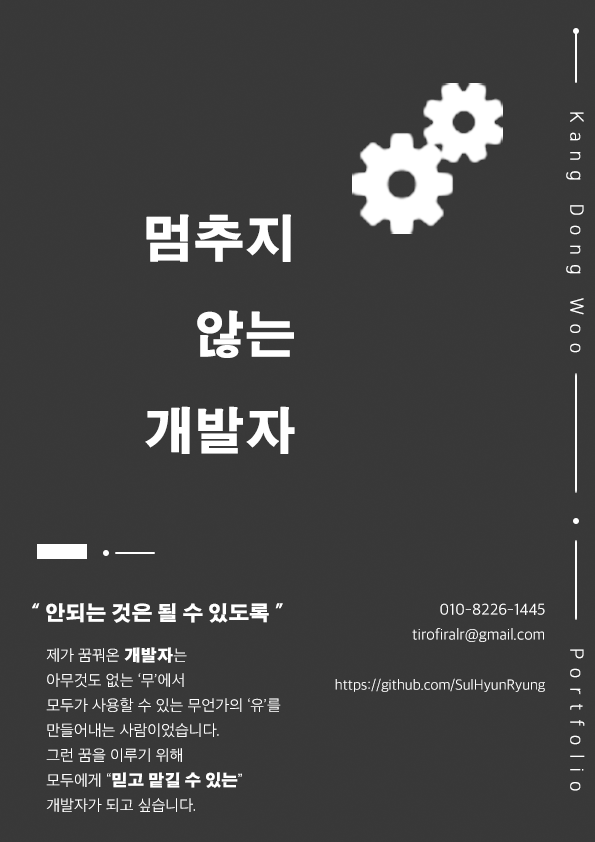 멈추지
않는
개발자
Kang Dong Woo
Portfolio
“ 안되는 것은 될 수 있도록 ”
제가 꿈꿔온 개발자는
아무것도 없는 ‘무’에서
모두가 사용할 수 있는 무언가의 ‘유’를
만들어내는 사람이었습니다.
그런 꿈을 이루기 위해
모두에게 “믿고 맡길 수 있는”
개발자가 되고 싶습니다.
010-8226-1445
tirofiralr@gmail.com
https://github.com/SulHyunRyung